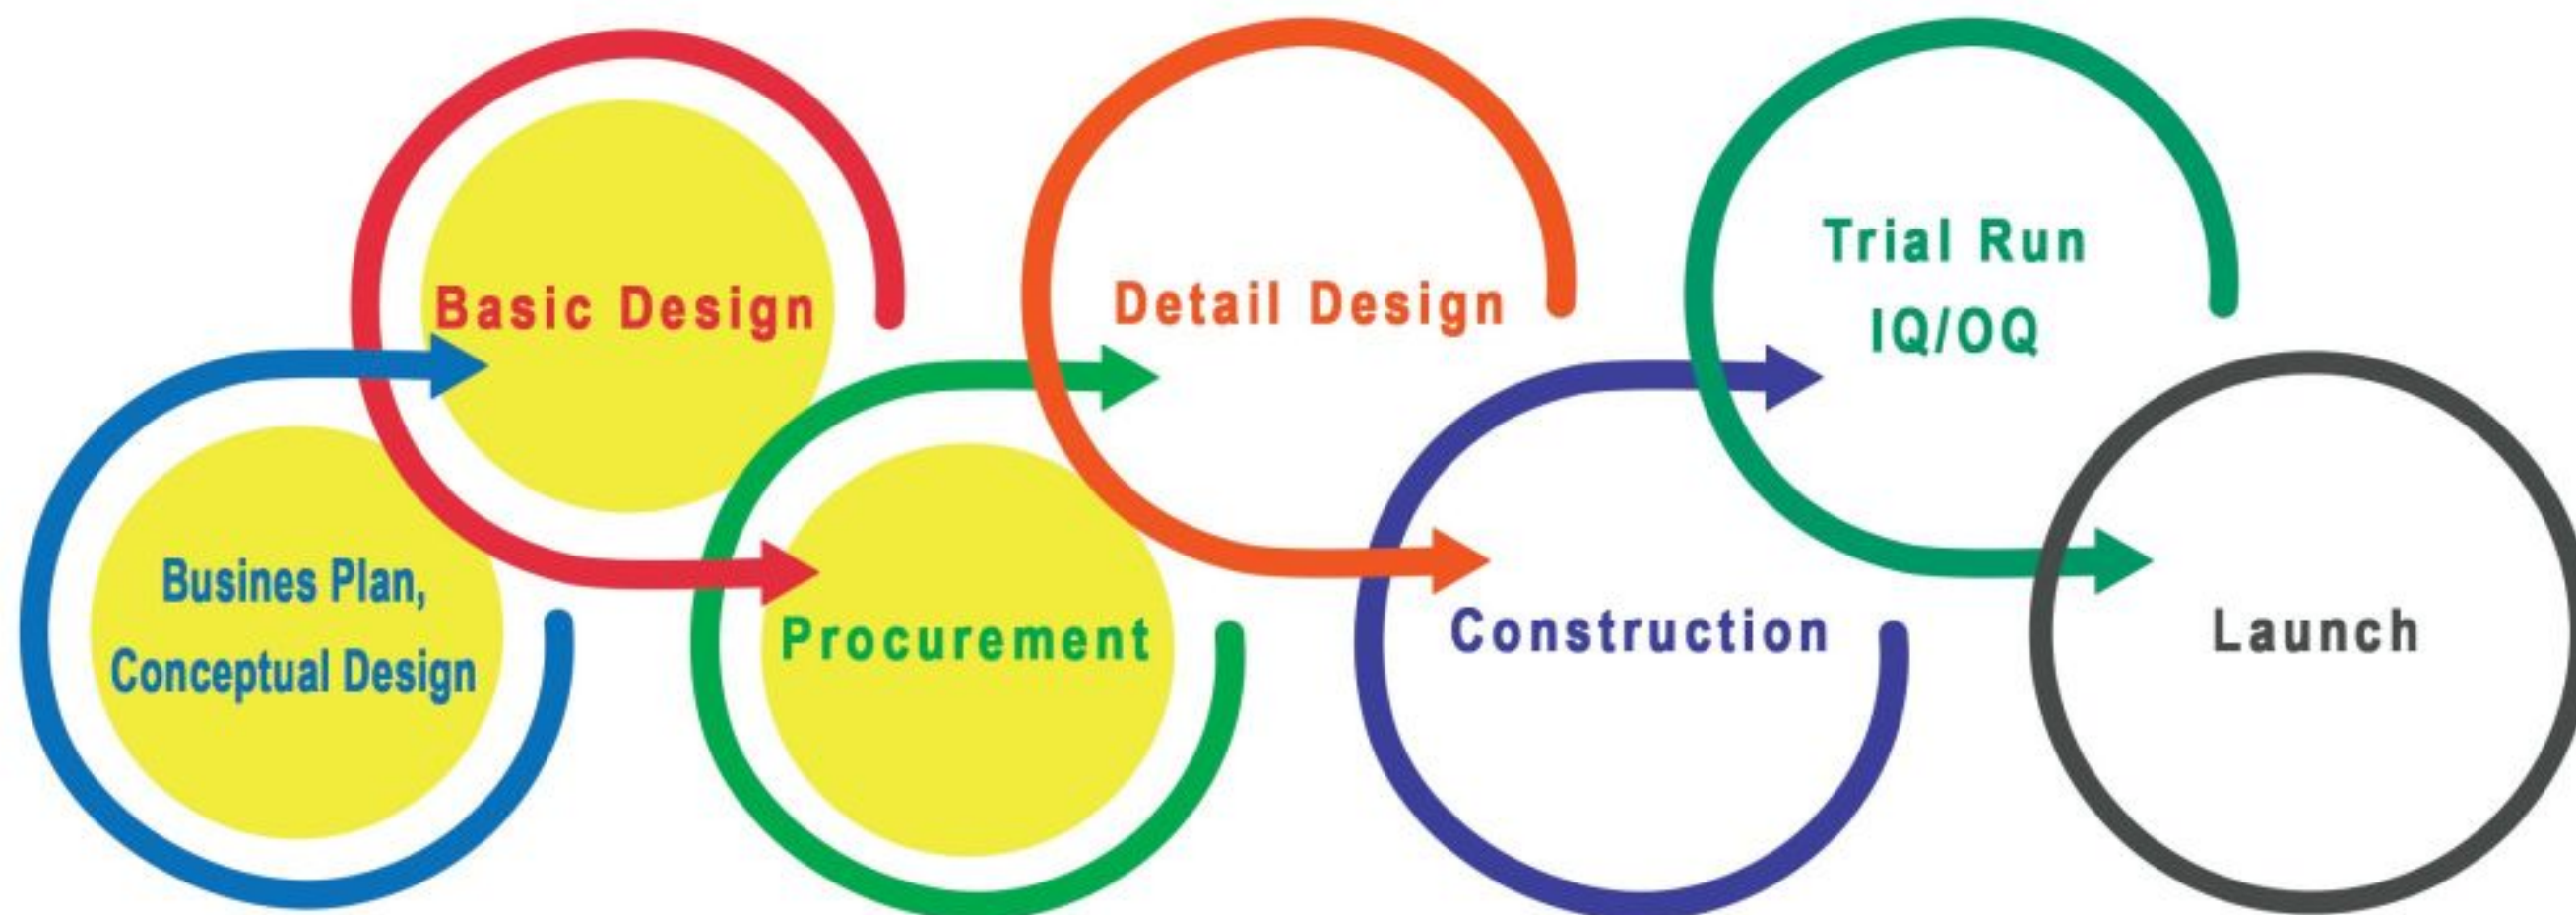 Busines Plan,
Conceptual Design
Basic Design
Procurement
Detail Design
Construction
Trial Run
IQ/OQ
Launch